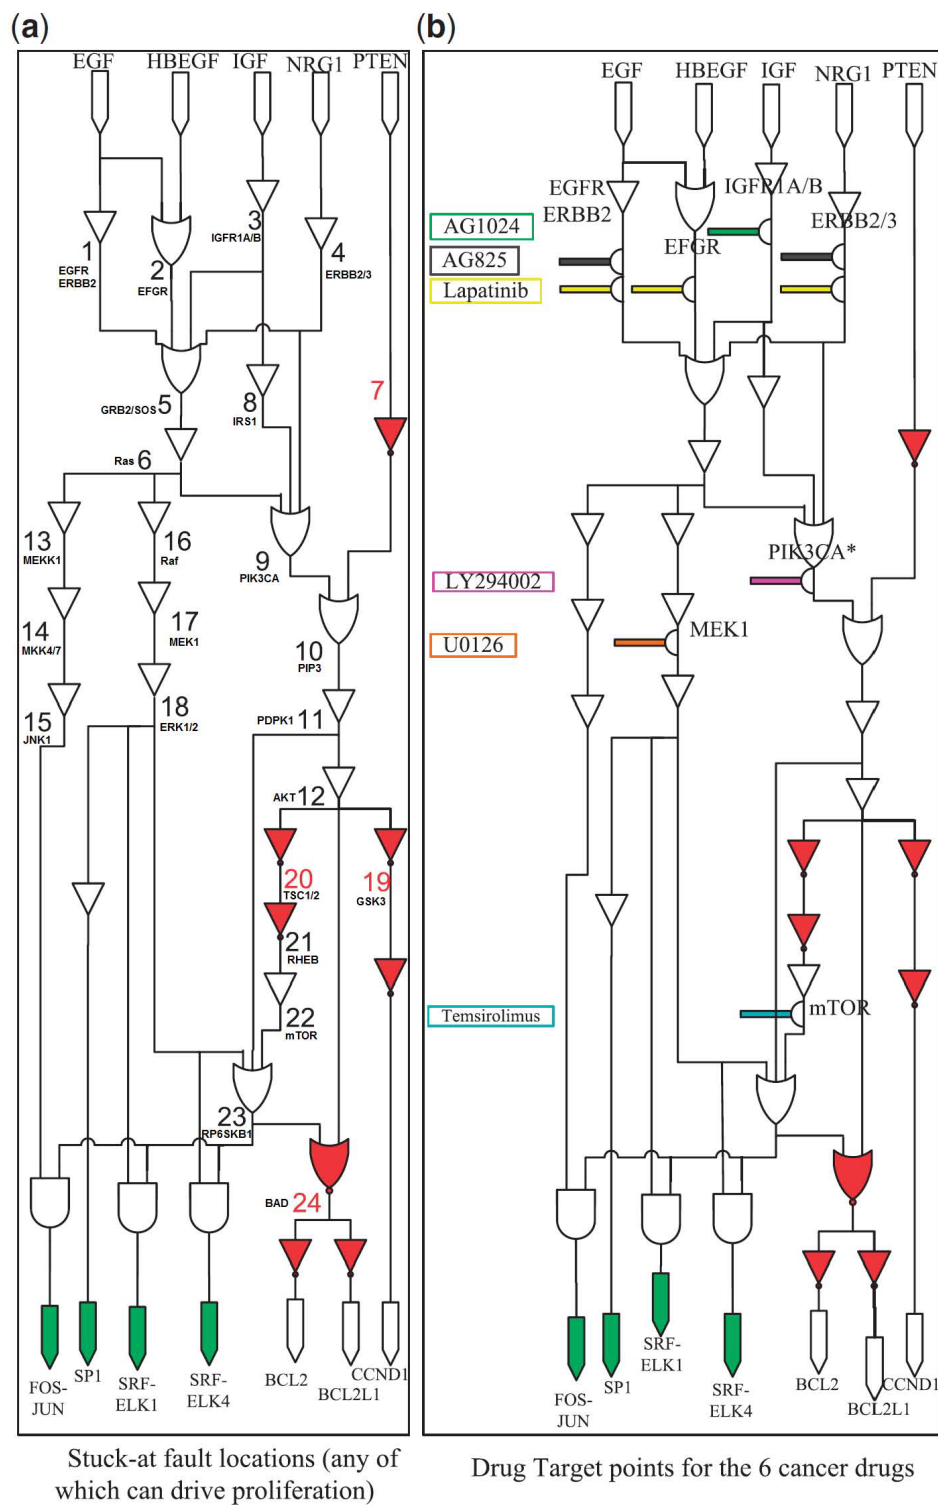 (a)
EGF HBEGF IGF NRG1 PTEN
1
EGFR
ERBB2
2
EFGR
3
IGFR1A/B
4
ERBB2/3
GRB2/SOS 5
8
IRS1
7
Ras 6
13
MEKK1
16
Raf
9
PIK3CA
14
MKK4/7
17
MEK1
10
PIP3
15
JNK1
18
ERK1/2
PDPK1 11
AKT 12
20
TSC1/2
19
GSK3
21
RHEB
22
mTOR
23
RP6SKB1
BAD 24
FOS-
JUN
SP1
SRF-
ELK1
SRF-
ELK4
BCL2
BCL2L1
CCND1
Stuck-at fault locations (any of
which can drive proliferation)
(b)
EGF HBEGF IGF NRG1 PTEN
EGFR
ERBB2
IGFR1A/B
ERBB2/3
EFGR
AG1024
AG825
Lapatinib
PIK3CA*
LY294002
MEK1
U0126
mTOR
Temsirolimus
FOS-
JUN
SP1
SRF-
ELK1
SRF-
ELK4
BCL2
BCL2L1
CCND1
Drug Target points for the 6 cancer drugs